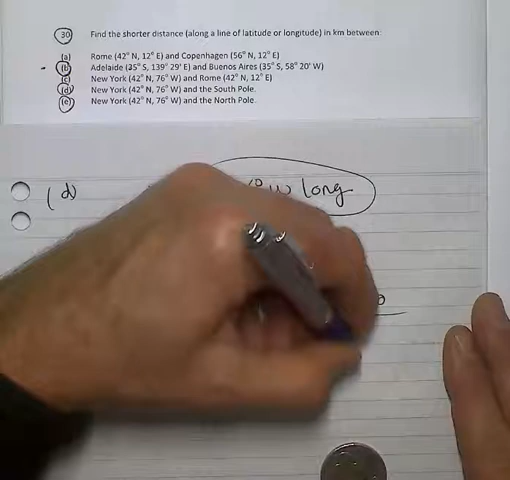 30 Find the shorter distance (along a line of latitude or longitude) in km between:
(a) Rome (42° N, 12° E) and Copenhagen (56° N, 12° E)
(b) Adelaide (35° S, 139° 29' E) and Buenos Aires (35° S, 58° 20' W)
(c) New York (42° N, 76° W) and Rome (42° N, 12° E)
(d) New York (42° N, 76° W) and the South Pole.
(e) New York (42° N, 76° W) and the North Pole.
(d) W long